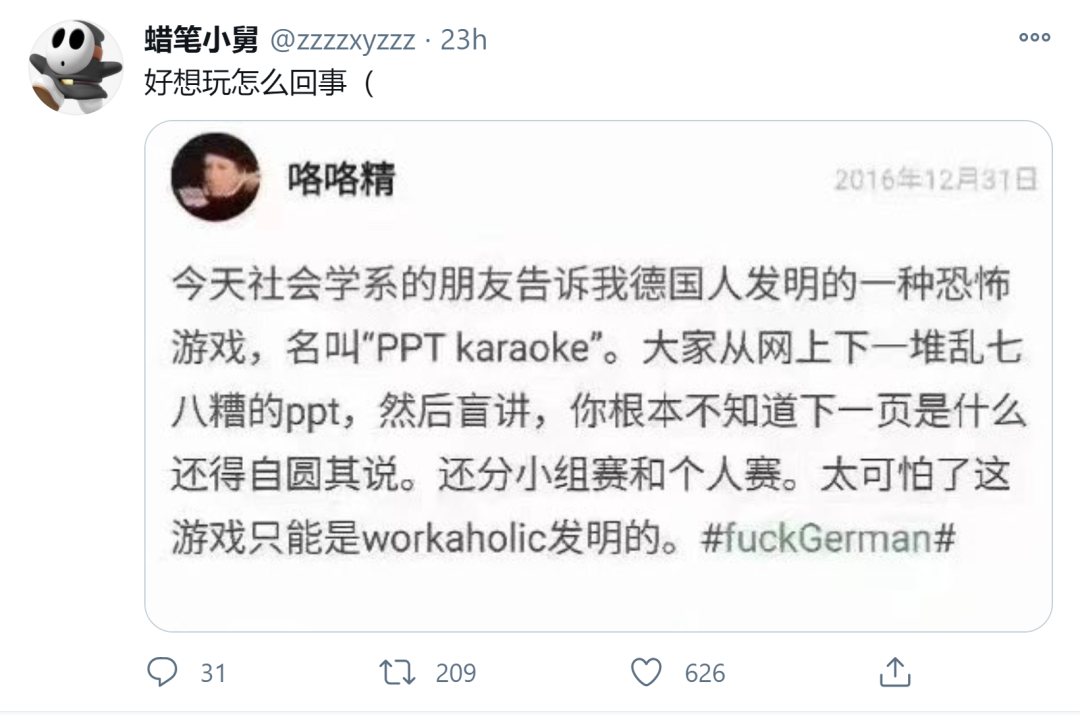 蜡笔小舅 @zzzzxyzzz · 23h
好想玩怎么回事（
咯咯精
2016年12月31日
今天社会学系的朋友告诉我德国人发明的一种恐怖
游戏，名叫“PPT karaoke”。大家从网上下一堆乱七
八糟的ppt，然后盲讲，你根本不知道下一页是什么
还得自圆其说。还分小组赛和个人赛。太可怕了这
游戏只能是workaholic发明的。#fuckGerman#
31
209
626